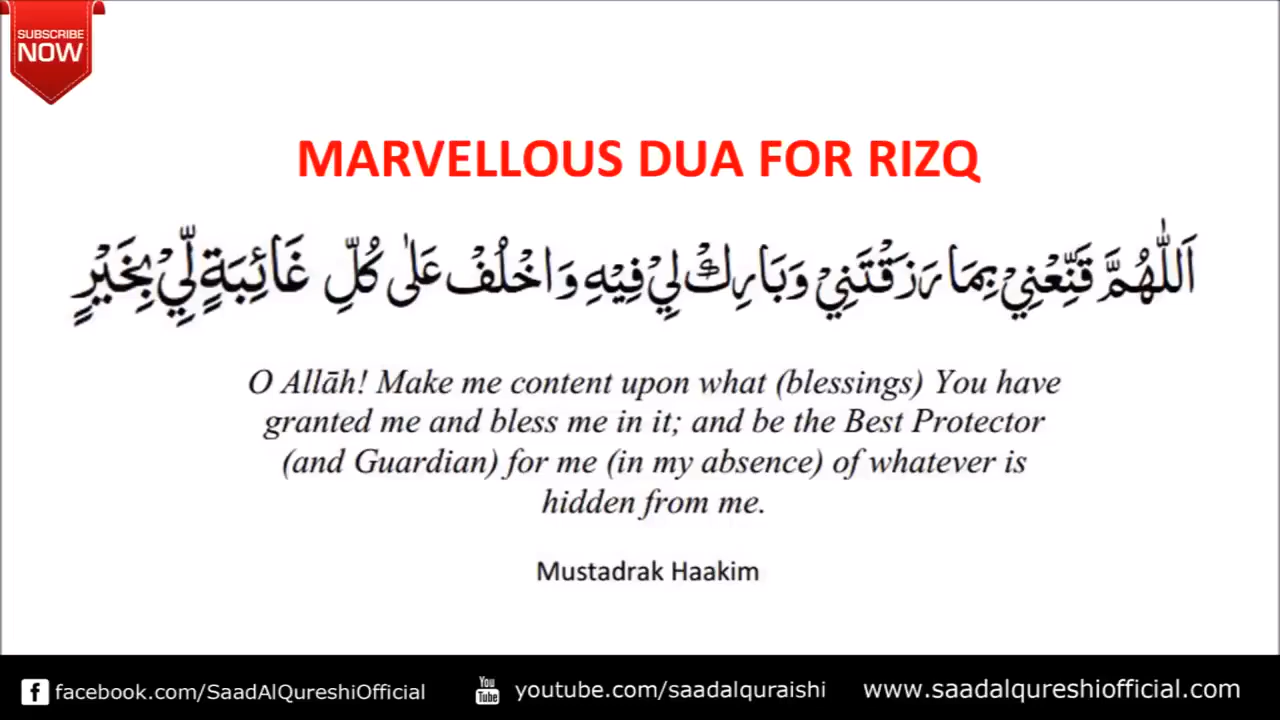 SUBSCRIBE
NOW
MARVELLOUS DUA FOR RIZQ
اَللّٰهُمَّ قَنِّعْنِيْ بِمَا رَزَقْتَنِيْ وَبَارِكْ لِيْ فِيْهِ وَاخْلُفْ عَلٰى كُلِّ غَائِبَةٍ لِّيْ بِخَيْرٍ
O Allāh! Make me content upon what (blessings) You have
granted me and bless me in it; and be the Best Protector
(and Guardian) for me (in my absence) of whatever is
hidden from me.
Mustadrak Haakim
f facebook.com/SaadAlQureshiOfficial
You Tube youtube.com/saadalquraishi
www.saadalqureshiofficial.com